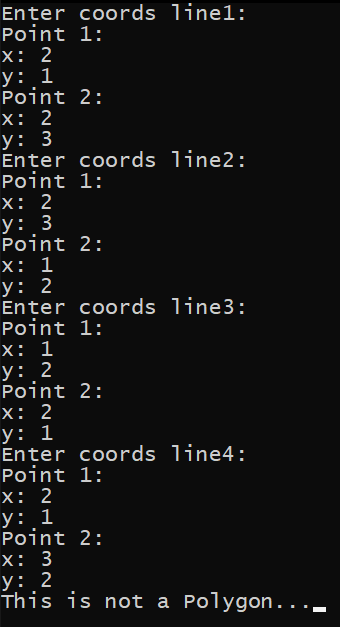 Enter coords line1:
Point 1:
x: 2
y: 1
Point 2:
x: 2
y: 3
Enter coords line2:
Point 1:
x: 2
y: 3
Point 2:
x: 1
y: 2
Enter coords line3:
Point 1:
x: 1
y: 2
Point 2:
x: 2
y: 1
Enter coords line4:
Point 1:
x: 2
y: 1
Point 2:
x: 3
y: 2
This is not a Polygon...